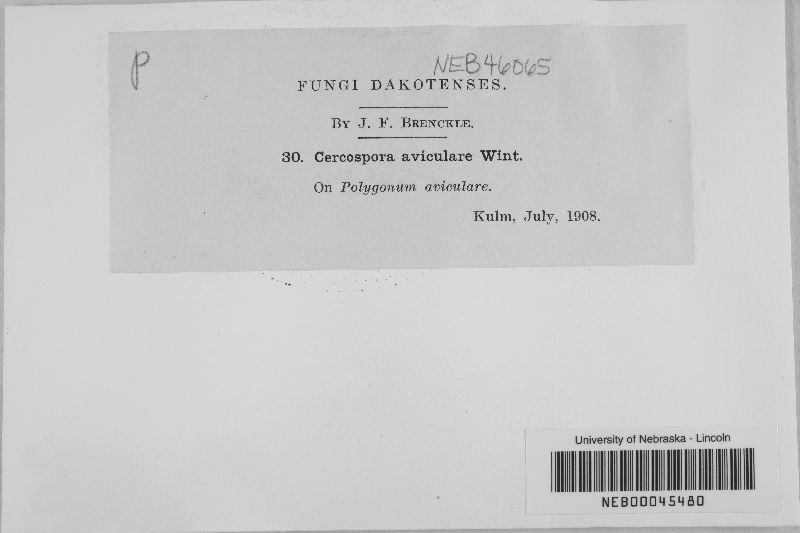 P
NEB46065
FUNGI DAKOTENSES.
BY J. F. BRENCKLE.
30. Cercospora aviculare Wint.
On Polygonum aviculare.
Kulm, July, 1908.
University of Nebraska - Lincoln
NEB00045480